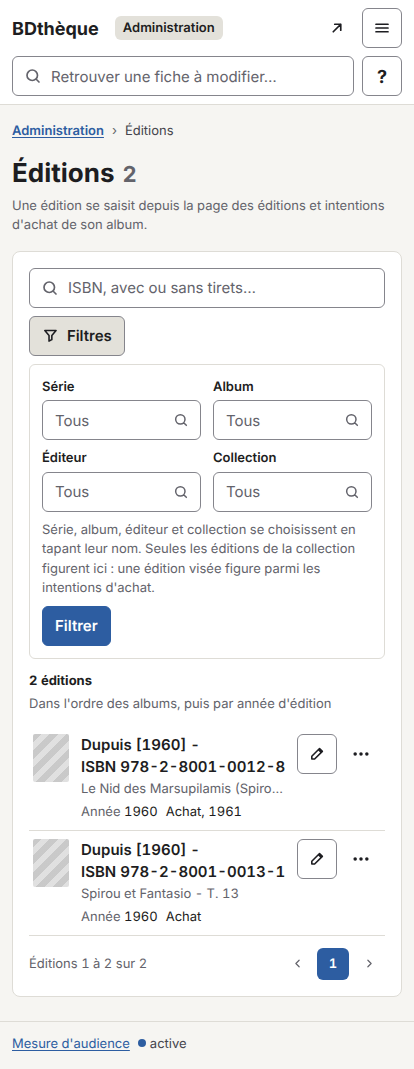 BDthèque Administration
Retrouver une fiche à modifier...
?
Administration › Éditions
Éditions 2
Une édition se saisit depuis la page des éditions et intentions
d'achat de son album.
ISBN, avec ou sans tirets...
Filtres
Série Album
Tous Tous
Éditeur Collection
Tous Tous
Série, album, éditeur et collection se choisissent en
tapant leur nom. Seules les éditions de la collection
figurent ici : une édition visée figure parmi les
intentions d'achat.
Filtrer
2 éditions
Dans l'ordre des albums, puis par année d'édition
Dupuis [1960] -
ISBN 978-2-8001-0012-8
Le Nid des Marsupilamis (Spiro...
Année 1960 Achat, 1961
Dupuis [1960] -
ISBN 978-2-8001-0013-1
Spirou et Fantasio - T. 13
Année 1960 Achat
Éditions 1 à 2 sur 2 ‹ 1 ›
Mesure d'audience active